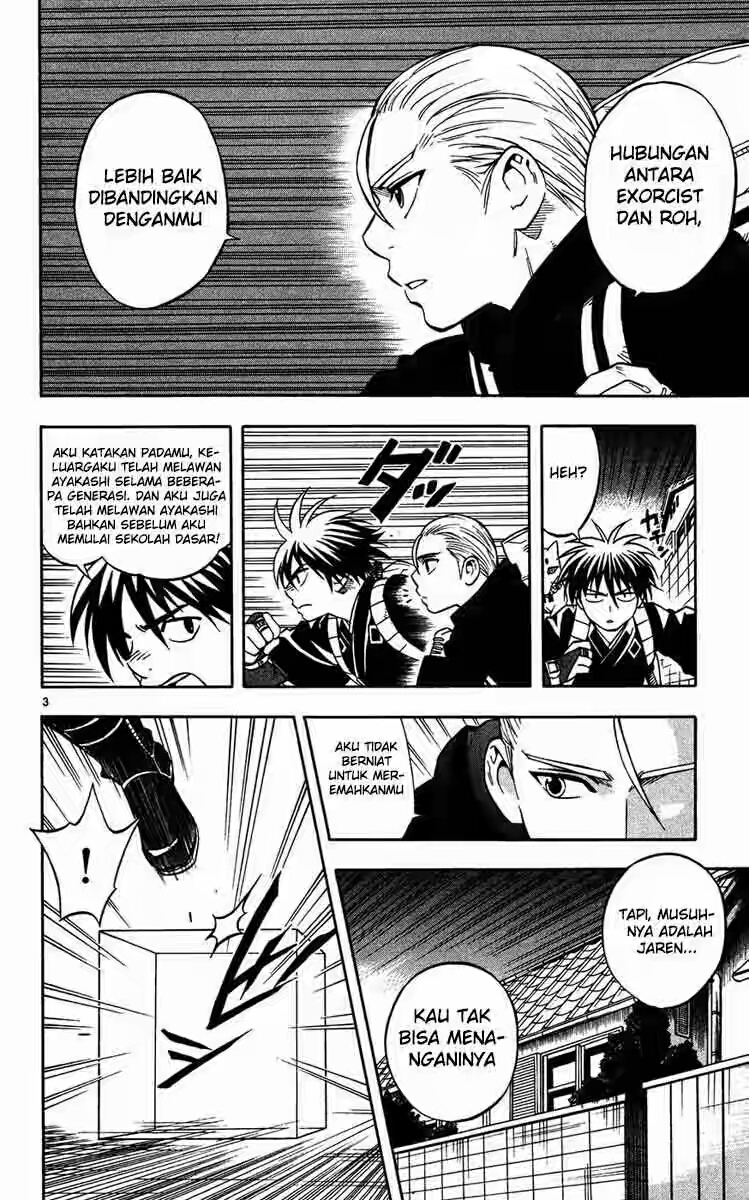 HUBUNGAN
ANTARA
EXORCIST
DAN ROH,
LEBIH BAIK
DIBANDINGKAN
DENGANMU
HEH?
ダッ
AKU KATAKAN PADAMU, KE-
LUARGAKU TELAH MELAWAN
AYAKASHI SELAMA BEBERA-
PA GENERASI. DAN AKU JUGA
TELAH MELAWAN AYAKASHI
BAHKAN SEBELUM AKU
MEMULAI SEKOLAH DASAR!
3
AKU TIDAK
BERNIAT
UNTUK MER-
EMAHKANMU
TAPI, MUSUH-
NYA ADALAH
JAREN...
KAU TAK
BISA MENA-
NGANINYA
!